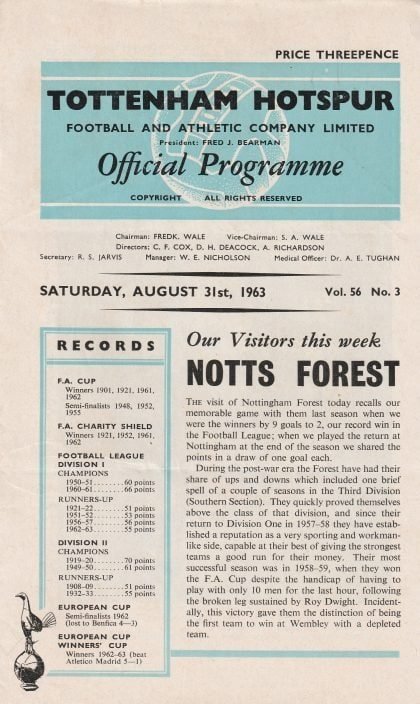 PRICE THREEPENCE
TOTTENHAM HOTSPUR
FOOTBALL AND ATHLETIC COMPANY LIMITED
President: FRED J. BEARMAN
Official Programme
COPYRIGHT ALL RIGHTS RESERVED
Chairman: FREDK. WALE Vice-Chairman: S. A. WALE
Directors: C. F. COX, D. H. DEACOCK, A. RICHARDSON
Secretary: R. S. JARVIS Manager: W. E. NICHOLSON Medical Officer: Dr. A. E. TUGHAN
SATURDAY, AUGUST 31st, 1963 Vol. 56 No. 3
RECORDS
F.A. CUP
Winners 1901, 1921, 1961,
1962
Semi-finalists 1948, 1952,
1955
F.A. CHARITY SHIELD
Winners 1921, 1952, 1961,
1962
FOOTBALL LEAGUE
DIVISION I
CHAMPIONS
1950—51......60 points
1960—61......66 points
RUNNERS-UP
1921—22......51 points
1951—52......53 points
1956—57......56 points
1962—63......55 points
DIVISION II
CHAMPIONS
1919—20......70 points
1949—50......61 points
RUNNERS-UP
1908—09......51 points
1932—33......55 points
EUROPEAN CUP
Semi-finalists 1962
(lost to Benfica 4—3)
EUROPEAN CUP
WINNERS' CUP
Winners 1962-63 (beat
Atletico Madrid 5—1)
Our Visitors this week
NOTTS FOREST
THE visit of Nottingham Forest today recalls our
memorable game with them last season when we
were the winners by 9 goals to 2, our record win in
the Football League; when we played the return at
Nottingham at the end of the season we shared the
points in a draw of one goal each.
During the post-war era the Forest have had their
share of ups and downs which included one brief
spell of a couple of seasons in the Third Division
(Southern Section). They quickly proved themselves
above the class of that division, and since their
return to Division One in 1957-58 they have estab-
lished a reputation as a very sporting and workman-
like side, capable at their best of giving the strongest
teams a good run for their money. Their most
successful season was in 1958-59, when they won
the F.A. Cup despite the handicap of having to
play with only 10 men for the last hour, following
the broken leg sustained by Roy Dwight. Incident-
ally, this victory gave them the distinction of being
the first team to win at Wembley with a depleted
team.